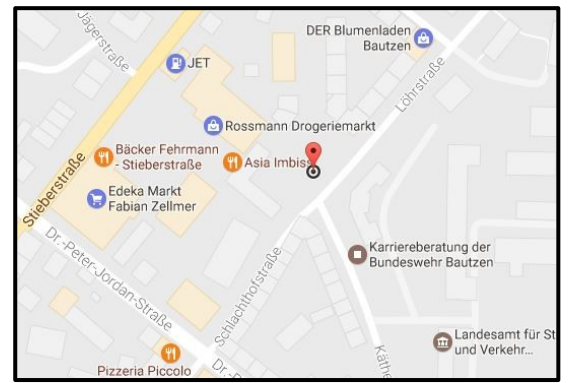 DER Blumenladen
Bautzen
Jägerstraße
JET
Löhrstraße
Rossmann Drogeriemarkt
Bäcker Fehrmann
- Stieberstraße
Asia Imbiss
Stieberstraße
Edeka Markt
Fabian Zellmer
Karriereberatung der
Bundeswehr Bautzen
Dr.-Peter-Jordan-Straße
Schlachthofstraße
Landesamt für St
und Verkehr...
Käthe
Pizzeria Piccolo